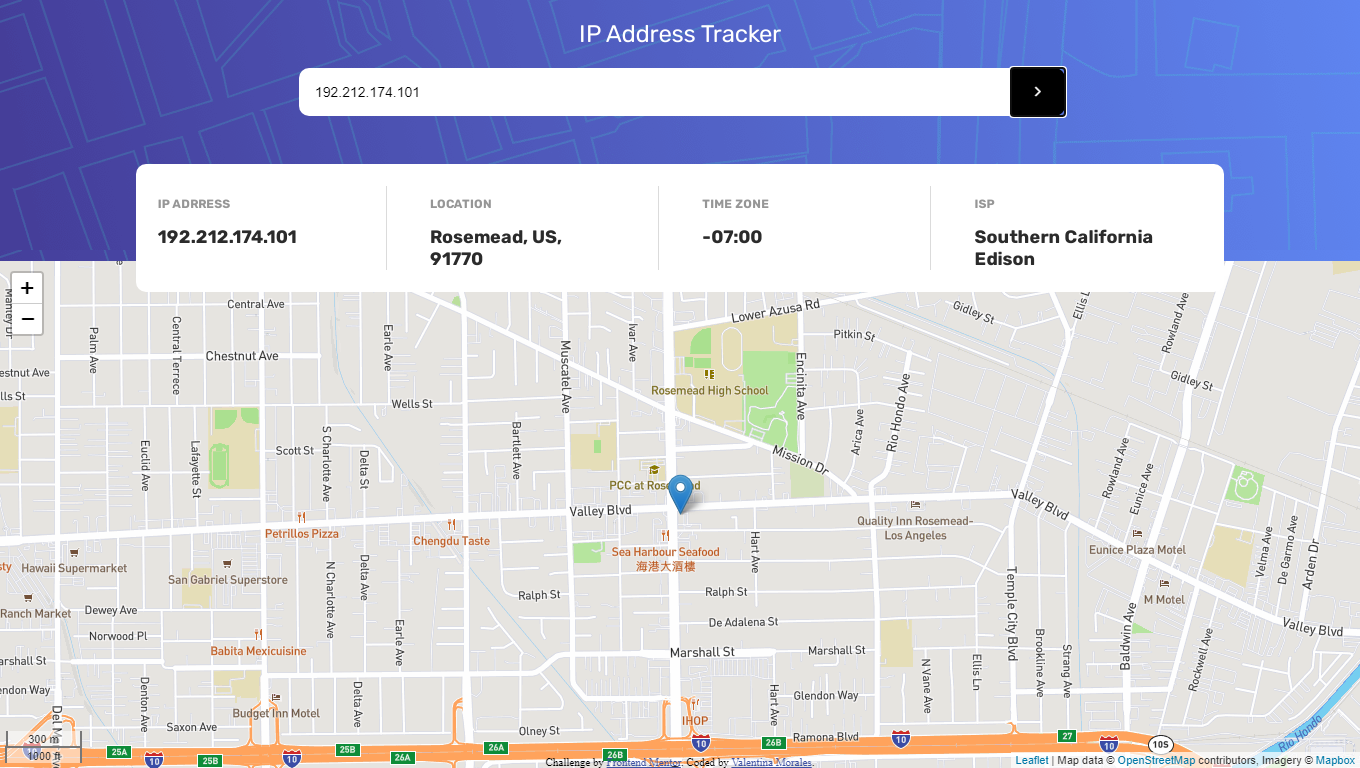 IP Address Tracker
192.212.174.101
IP ADRRESS
192.212.174.101
LOCATION
Rosemead, US,
91770
TIME ZONE
-07:00
ISP
Southern California
Edison
+
−
Central Ave
Lower Azusa Rd
Gidley St
Ellis L
Rowland Ave
Mantey Dr
Palm Ave
Central Terrece
Chestnut Ave
Earle Ave
Muscatel Ave
Ivar Ave
Pitkin St
Encinita Ave
estnut Ave
lls St
Rosemead High School
Gidley St
Wells St
Rio Hondo Ave
Arica Ave
Euclid Ave
Lafayette St
Scott St
S Charlotte Ave
Delta St
Bartlett Ave
Mission Dr
Rowland Ave
Eunice Ave
PCC at Rose
d
Valley Blvd
Valley Blvd
Petrillos Pizza
Chengdu Taste
Quality Inn Rosemead-
Los Angeles
Sea Harbour Seafood
海港大酒樓
Hart Ave
Eunice Plaza Motel
Velma Ave
De Garmo Ave
Arden Dr
sty
Hawaii Supermarket
San Gabriel Superstore
N Charlotte Ave
Delta Ave
Ralph St
Ralph St
Temple City Blvd
M Motel
Ranch Market
Dewey Ave
De Adalena St
Norwood Pl
Earle Ave
Baldwin Ave
Valley Blvd
Babita Mexicuisine
Marshall St
Marshall St
arshall St
Brookline Ave
Strang Ave
Rockwell Ave
endon Way
Denton Ave
Delta Ave
Hart Ave
Glendon Way
N Vane Ave
Ellis Ln
Budget Inn Motel
Del M
Saxon Ave
Olney St
IHOP
Ramona Blvd
Rio Hondo
300 m
1000 ft
25A
10
25B
10
25B
26A
26A
26B
10
26B
10
27
10
105
Challenge by Frontend Mentor. Coded by Valentina Morales.
Leaflet | Map data © OpenStreetMap contributors, Imagery © Mapbox